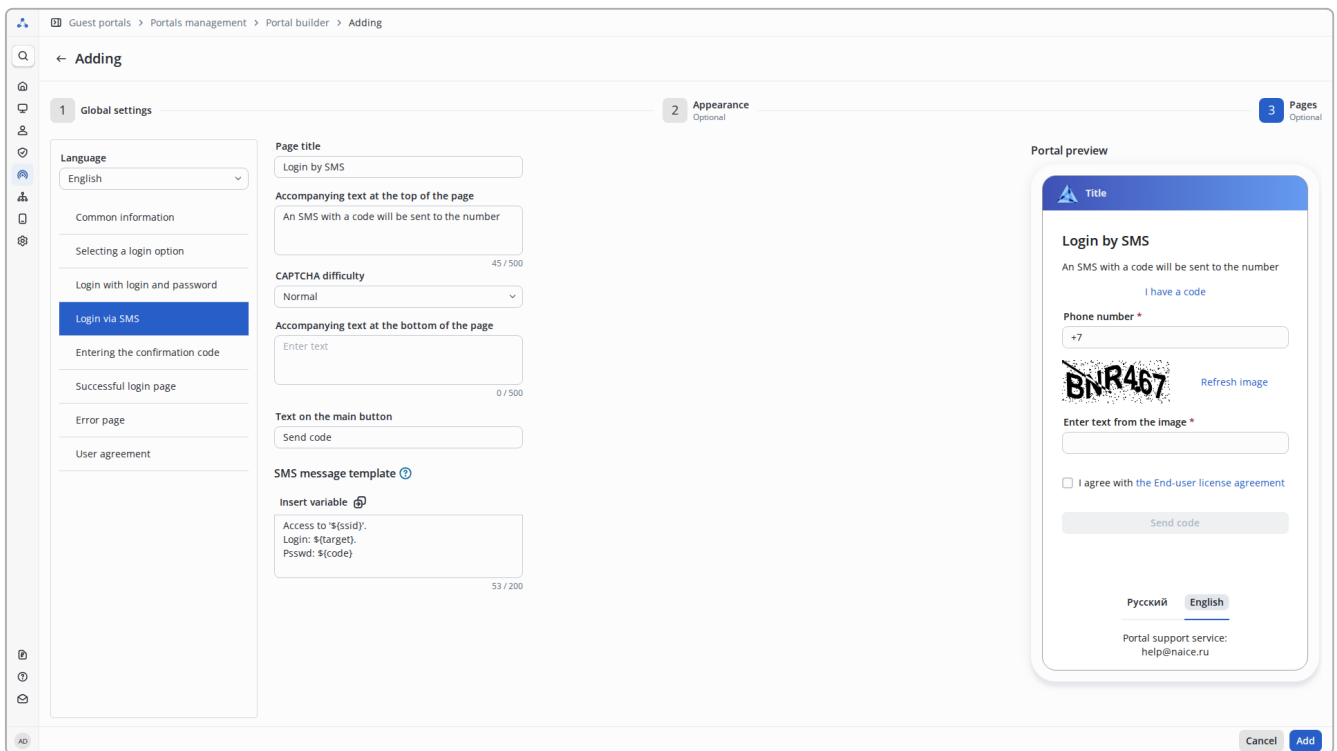 Guest portals > Portals management > Portal builder > Adding
← Adding
1 Global settings
2 Appearance
Optional
3 Pages
Optional
Language
English
Common information
Selecting a login option
Login with login and password
Login via SMS
Entering the confirmation code
Successful login page
Error page
User agreement
Page title
Login by SMS
Accompanying text at the top of the page
An SMS with a code will be sent to the number
45 / 500
CAPTCHA difficulty
Normal
Accompanying text at the bottom of the page
Enter text
0 / 500
Text on the main button
Send code
SMS message template ?
Insert variable
Access to '${ssid}'.
Login: ${target}.
Psswd: ${code}
53 / 200
Portal preview
Title
Login by SMS
An SMS with a code will be sent to the number
I have a code
Phone number *
+7
BNR467
Refresh image
Enter text from the image *
I agree with the End-user license agreement
Send code
Русский English
Portal support service:
help@naice.ru
AD
Cancel Add